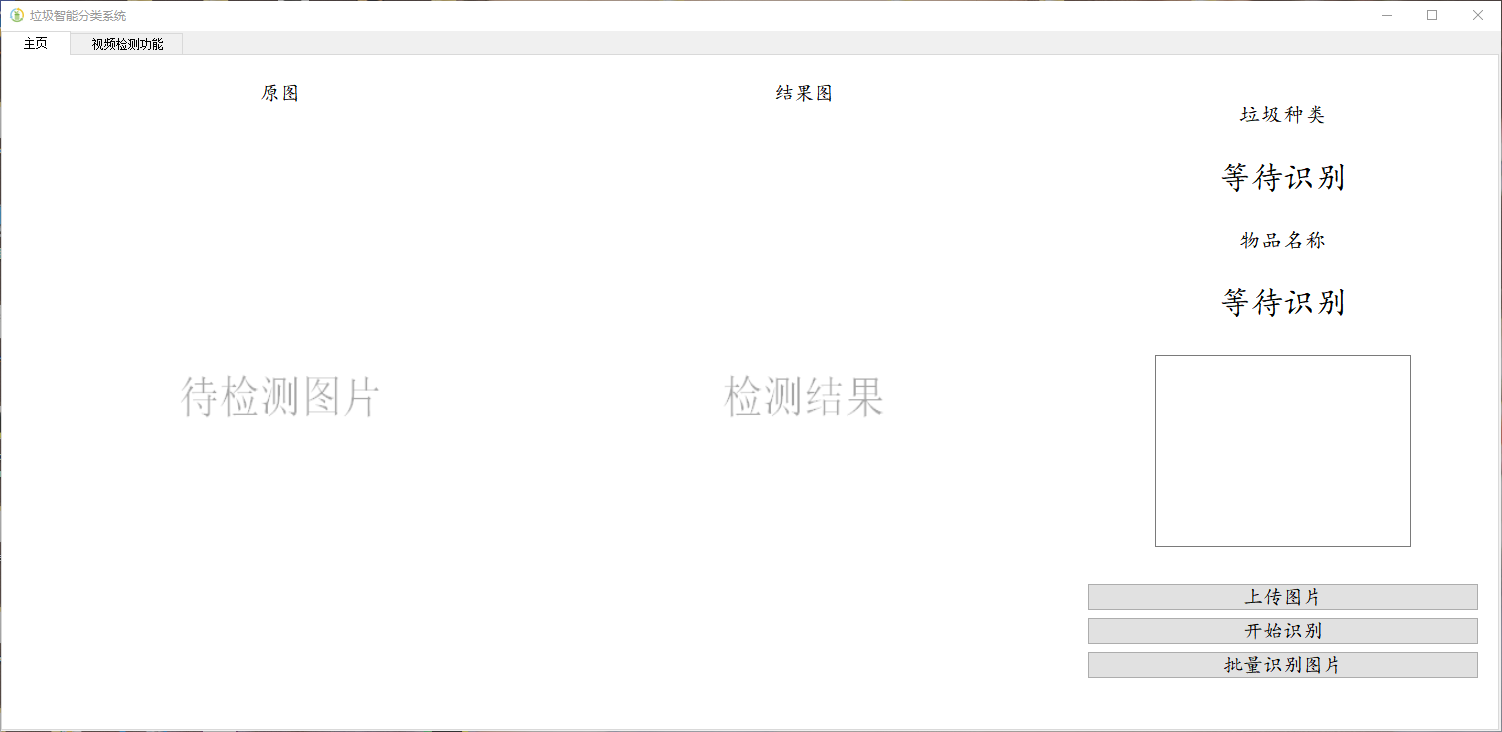 垃圾智能分类系统
主页
视频检测功能
原图
待检测图片
结果图
检测结果
垃圾种类
等待识别
物品名称
等待识别
上传图片
开始识别
批量识别图片